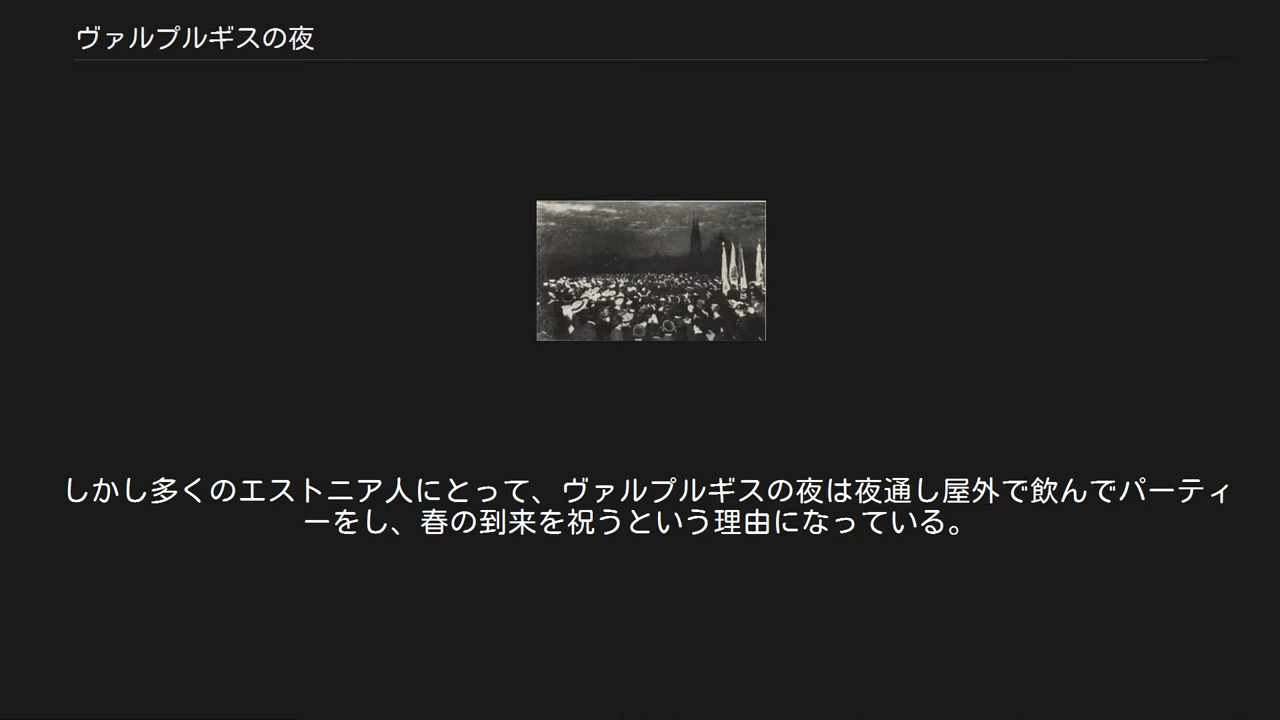 ヴァルプルギスの夜
しかし多くのエストニア人にとって、ヴァルプルギスの夜は夜通し屋外で飲んでパーティ
ーをし、春の到来を祝うという理由になっている。